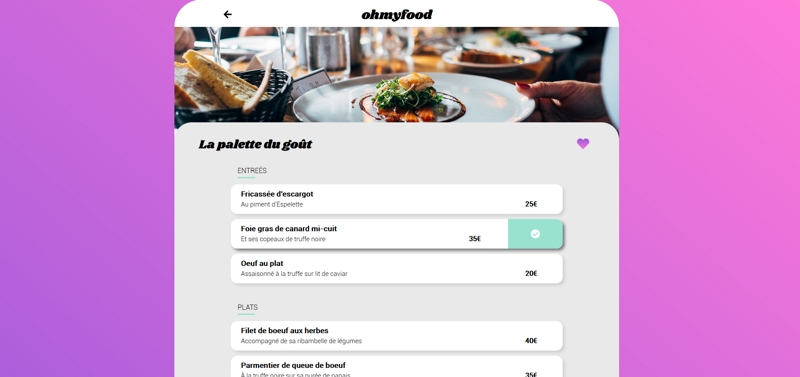 ohmyfood
La palette du goût
ENTREÉS
Fricassée d'escargot
Au piment d'Espelette
25€
Foie gras de canard mi-cuit
Et ses copeaux de truffe noire
35€
Oeuf au plat
Assaisonné à la truffe sur lit de caviar
20€
PLATS
Filet de boeuf aux herbes
Accompagné de sa ribambelle de légumes
40€
Parmentier de queue de boeuf
À la truffe noire sur sa purée de panais
35€